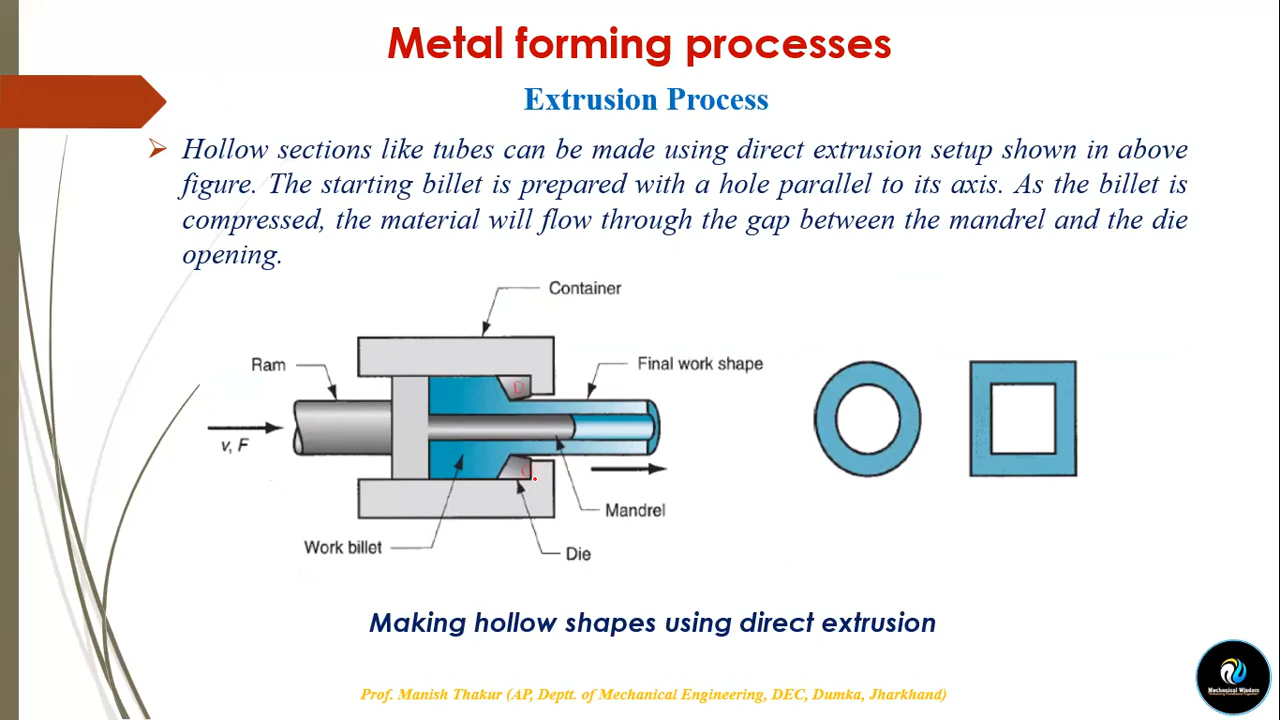 Metal forming processes
Extrusion Process
Hollow sections like tubes can be made using direct extrusion setup shown in above
figure. The starting billet is prepared with a hole parallel to its axis. As the billet is
compressed, the material will flow through the gap between the mandrel and the die
opening.
Container
Ram
Final work shape
v, F
D
Mandrel
Work billet
Die
Making hollow shapes using direct extrusion
Mechanical Wisdom
Prof. Manish Thakur (AP, Deptt. of Mechanical Engineering, DEC, Dumka, Jharkhand)